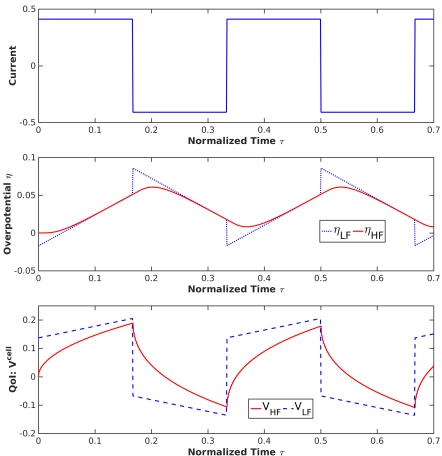 0.5
0
-0.5
Current
0 0.1 0.2 0.3 0.4 0.5 0.6 0.7
Normalized Time τ
0.1
0.05
0
-0.05
Overpotential η
η_LF η_HF
0 0.1 0.2 0.3 0.4 0.5 0.6 0.7
Normalized Time τ
0.2
0.1
0
-0.1
-0.2
QoI: V^cell
V_HF V_LF
0 0.1 0.2 0.3 0.4 0.5 0.6 0.7
Normalized Time τ